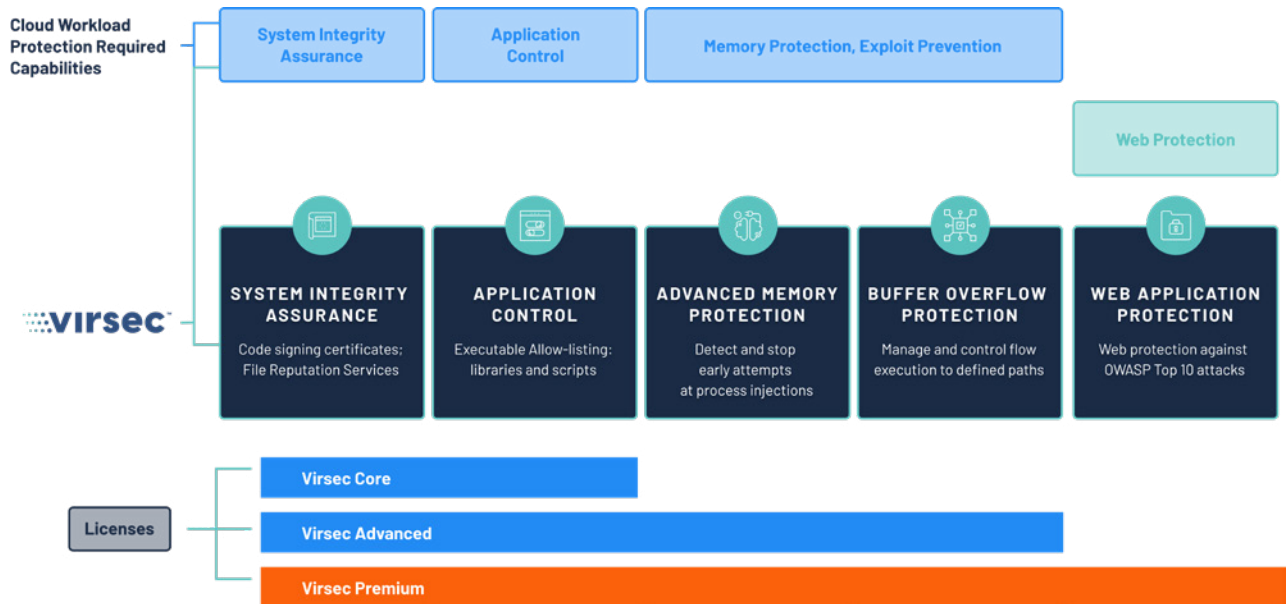 Cloud Workload
Protection Required
Capabilities
System Integrity
Assurance
Application
Control
Memory Protection, Exploit Prevention
Web Protection
virsec™
SYSTEM INTEGRITY
ASSURANCE
Code signing certificates;
File Reputation Services
APPLICATION
CONTROL
Executable Allow-listing:
libraries and scripts
ADVANCED MEMORY
PROTECTION
Detect and stop
early attempts
at process injections
BUFFER OVERFLOW
PROTECTION
Manage and control flow
execution to defined paths
WEB APPLICATION
PROTECTION
Web protection against
OWASP Top 10 attacks
Licenses
Virsec Core
Virsec Advanced
Virsec Premium